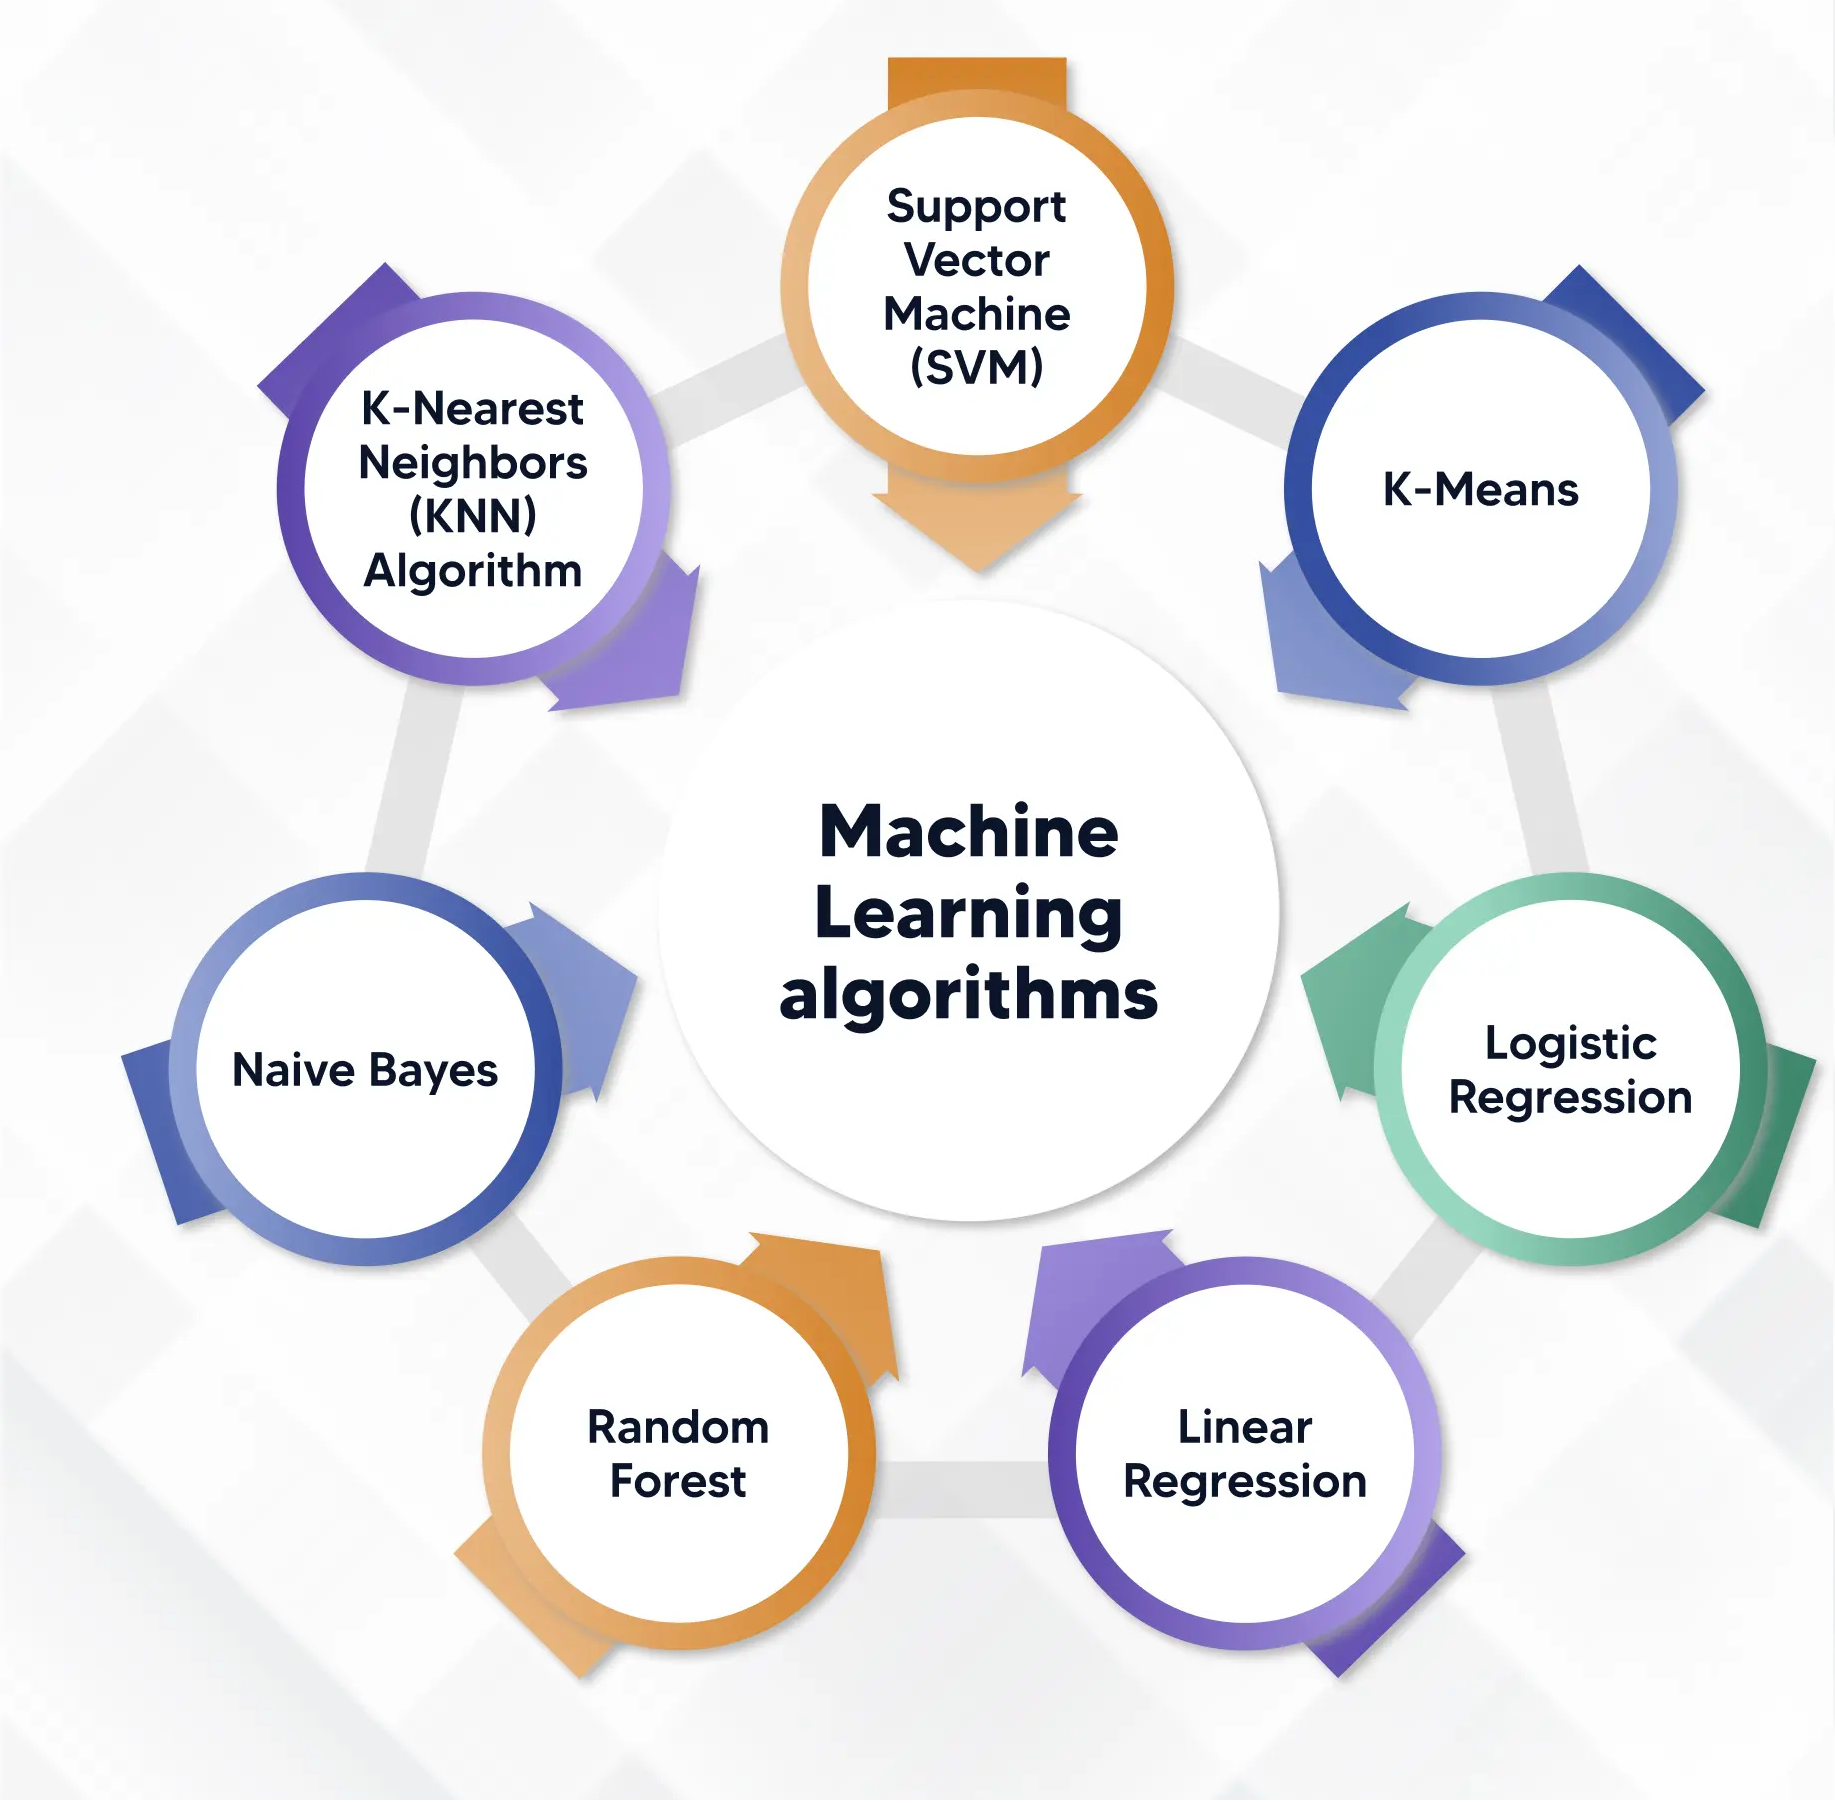 Support
Vector
Machine
(SVM)
K-Nearest
Neighbors
(KNN)
Algorithm
K-Means
Machine
Learning
algorithms
Naive Bayes
Logistic
Regression
Random
Forest
Linear
Regression